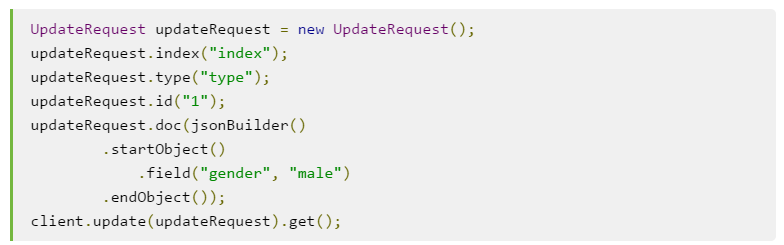 UpdateRequest updateRequest = new UpdateRequest();
updateRequest.index("index");
updateRequest.type("type");
updateRequest.id("1");
updateRequest.doc(jsonBuilder()
        .startObject()
            .field("gender", "male")
        .endObject());
client.update(updateRequest).get();